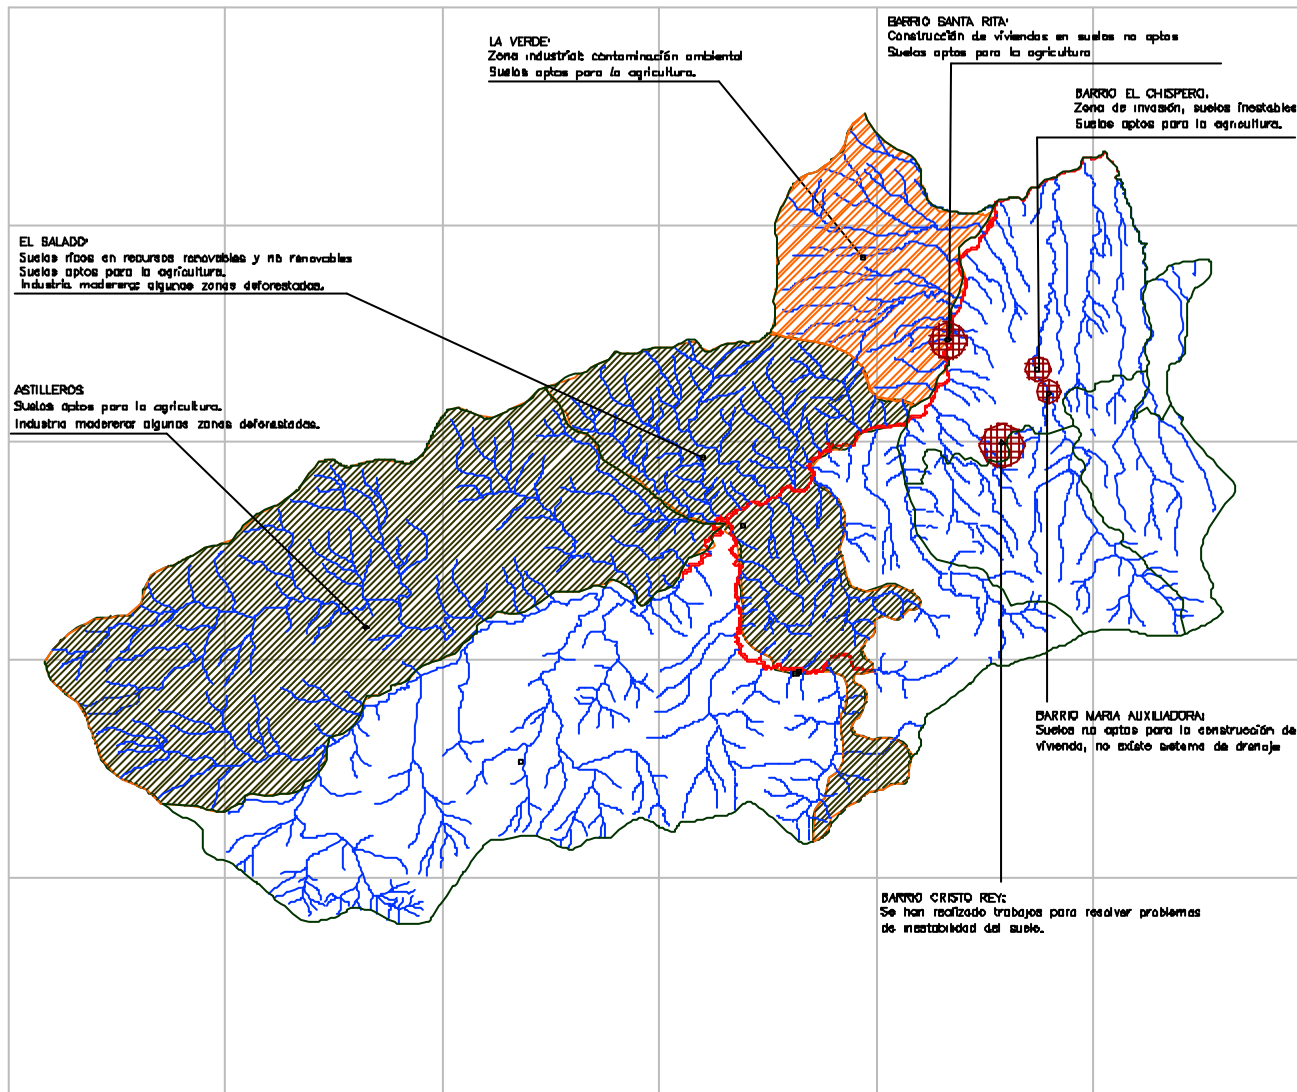 BARRIO SANTA RITA:
Construcción de viviendas en suelos no aptos
Suelos aptos para la agricultura
LA VERDE:
Zona industrial: contaminación ambiental
Suelos aptos para la agricultura.
BARRIO EL CHISPERO.
Zona de invasión, suelos inestables
Suelos aptos para la agricultura.
EL SALADO:
Suelos ricos en recursos renovables y no renovables
Suelos aptos para la agricultura.
Industria maderera: algunas zonas deforestadas.
ASTILLEROS
Suelos aptos para la agricultura.
Industria maderera: algunas zonas deforestadas.
BARRIO MARIA AUXILIADORA:
Suelos no aptos para la construcción de
vivienda, no existe sistema de drenaje
BARRIO CRISTO REY:
Se han realizado trabajos para resolver problemas
de inestabilidad del suelo.